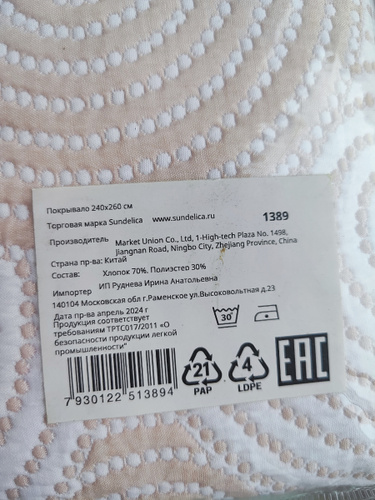 Покрывало 240х260 см
Торговая марка Sundelica www.sundelica.ru 1389
Производитель Market Union Co., Ltd, 1-High-tech Plaza No. 1498,
Jiangnan Road, Ningbo City, Zhejiang Province, China
Страна пр-ва: Китай
Состав: Хлопок 70%, Полиэстер 30%
Импортер ИП Руднева Ирина Анатольевна
140104 Московская обл г.Раменское ул.Высоковольтная д.23
Дата пр-ва апрель 2024 г
Продукция соответствует
требованиям ТРТС017/2011 «О
безопасности продукции легкой
промышленности"
30°
7 930122 513894
21
PAP
4
LDPE
EAC